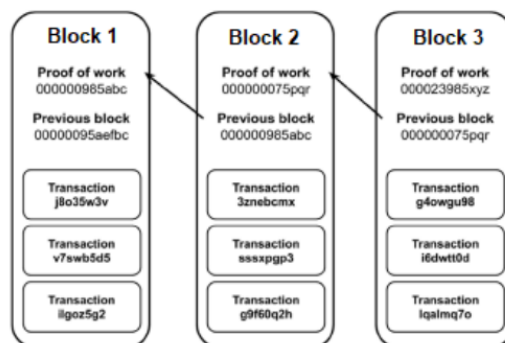 Block 1
Proof of work
000000985abc
Previous block
00000095aefbc
Transaction
j8o35w3v
Transaction
v7swb5d5
Transaction
ilgoz5g2
Block 2
Proof of work
000000075pqr
Previous block
000000985abc
Transaction
3znebcmx
Transaction
sssxpgp3
Transaction
g9f60q2h
Block 3
Proof of work
000023985xyz
Previous block
000000075pqr
Transaction
g4owgu98
Transaction
i6dwtt0d
Transaction
lqalmq7o